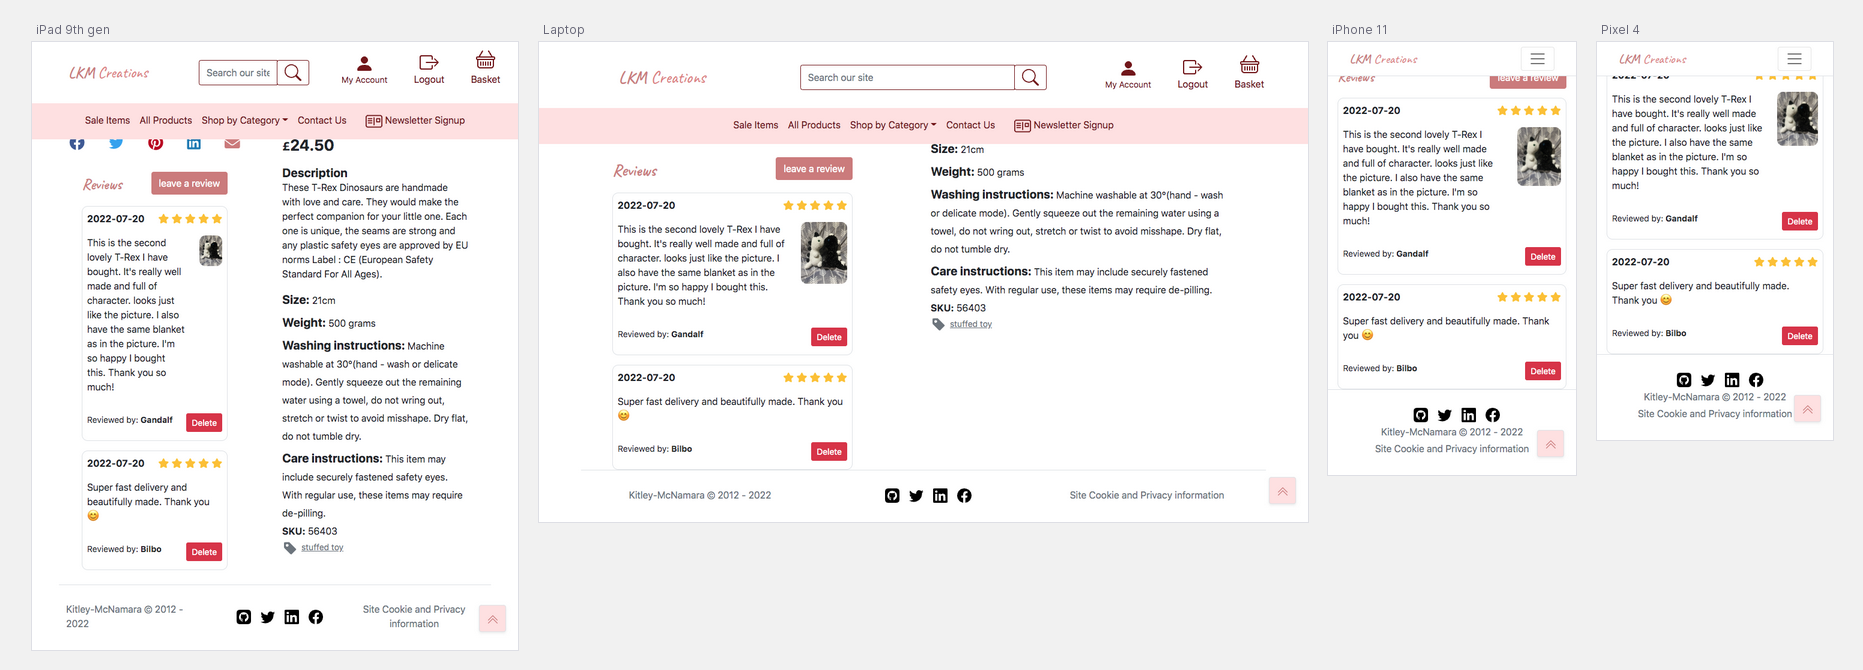 iPad 9th gen
LKM Creations
Search our site
My Account
Logout
Basket
Sale Items
All Products
Shop by Category
Contact Us
Newsletter Signup
£24.50
Reviews
leave a review
2022-07-20
This is the second
lovely T-Rex I have
bought. It's really well
made and full of
character. looks just
like the picture. I also
have the same blanket
as in the picture. I'm
so happy I bought
this. Thank you so
much!
Reviewed by: Gandalf
Delete
2022-07-20
Super fast delivery and
beautifully made. Thank you
😊
Reviewed by: Bilbo
Delete
Description
These T-Rex Dinosaurs are handmade
with love and care. They would make the
perfect companion for your little one. Each
one is unique, the seams are strong and
any plastic safety eyes are approved by EU
norms Label : CE (European Safety
Standard For All Ages).
Size: 21cm
Weight: 500 grams
Washing instructions: Machine
washable at 30°(hand - wash or delicate
mode). Gently squeeze out the remaining
water using a towel, do not wring out,
stretch or twist to avoid misshape. Dry flat,
do not tumble dry.
Care instructions: This item may
include securely fastened safety eyes.
With regular use, these items may require
de-pilling.
SKU: 56403
stuffed toy
Kitley-McNamara © 2012 -
2022
Site Cookie and Privacy
information
Laptop
LKM Creations
Search our site
My Account
Logout
Basket
Sale Items
All Products
Shop by Category
Contact Us
Newsletter Signup
Reviews
leave a review
2022-07-20
This is the second lovely T-Rex I have
bought. It's really well made and full of
character. looks just like the picture. I
also have the same blanket as in the
picture. I'm so happy I bought this.
Thank you so much!
Reviewed by: Gandalf
Delete
2022-07-20
Super fast delivery and beautifully made. Thank you
😊
Reviewed by: Bilbo
Delete
Size: 21cm
Weight: 500 grams
Washing instructions: Machine washable at 30°(hand - wash
or delicate mode). Gently squeeze out the remaining water using a
towel, do not wring out, stretch or twist to avoid misshape. Dry flat,
do not tumble dry.
Care instructions: This item may include securely fastened
safety eyes. With regular use, these items may require de-pilling.
SKU: 56403
stuffed toy
Kitley-McNamara © 2012 - 2022
Site Cookie and Privacy information
iPhone 11
LKM Creations
Reviews
leave a review
2022-07-20
This is the second lovely T-Rex I
have bought. It's really well made
and full of character. looks just like
the picture. I also have the same
blanket as in the picture. I'm so
happy I bought this. Thank you so
much!
Reviewed by: Gandalf
Delete
2022-07-20
Super fast delivery and beautifully made. Thank
you 😊
Reviewed by: Bilbo
Delete
Kitley-McNamara © 2012 - 2022
Site Cookie and Privacy information
Pixel 4
LKM Creations
2022-07-20
This is the second lovely T-Rex I
have bought. It's really well made
and full of character. looks just like
the picture. I also have the same
blanket as in the picture. I'm so
happy I bought this. Thank you so
much!
Reviewed by: Gandalf
Delete
2022-07-20
Super fast delivery and beautifully made.
Thank you 😊
Reviewed by: Bilbo
Delete
Kitley-McNamara © 2012 - 2022
Site Cookie and Privacy information